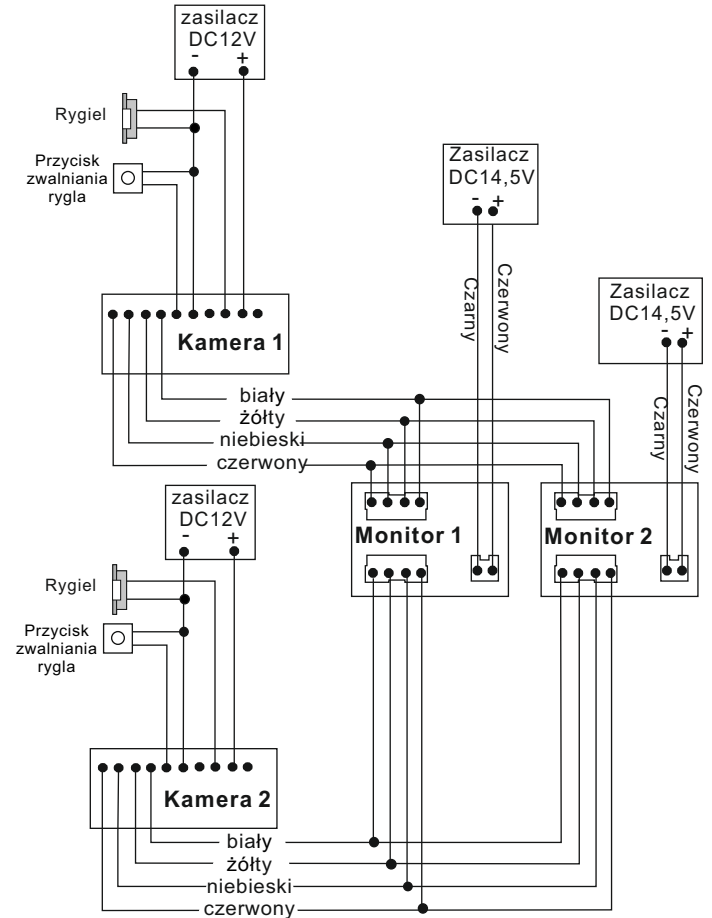 zasilacz
DC12V
- +
Rygiel
Przycisk
zwalniania
rygla
Kamera 1
Zasilacz
DC14,5V
- +
Czarny
Czerwony
Zasilacz
DC14,5V
- +
Czarny
Czerwony
biały
żółty
niebieski
czerwony
Monitor 1
Monitor 2
zasilacz
DC12V
- +
Rygiel
Przycisk
zwalniania
rygla
Kamera 2
biały
żółty
niebieski
czerwony